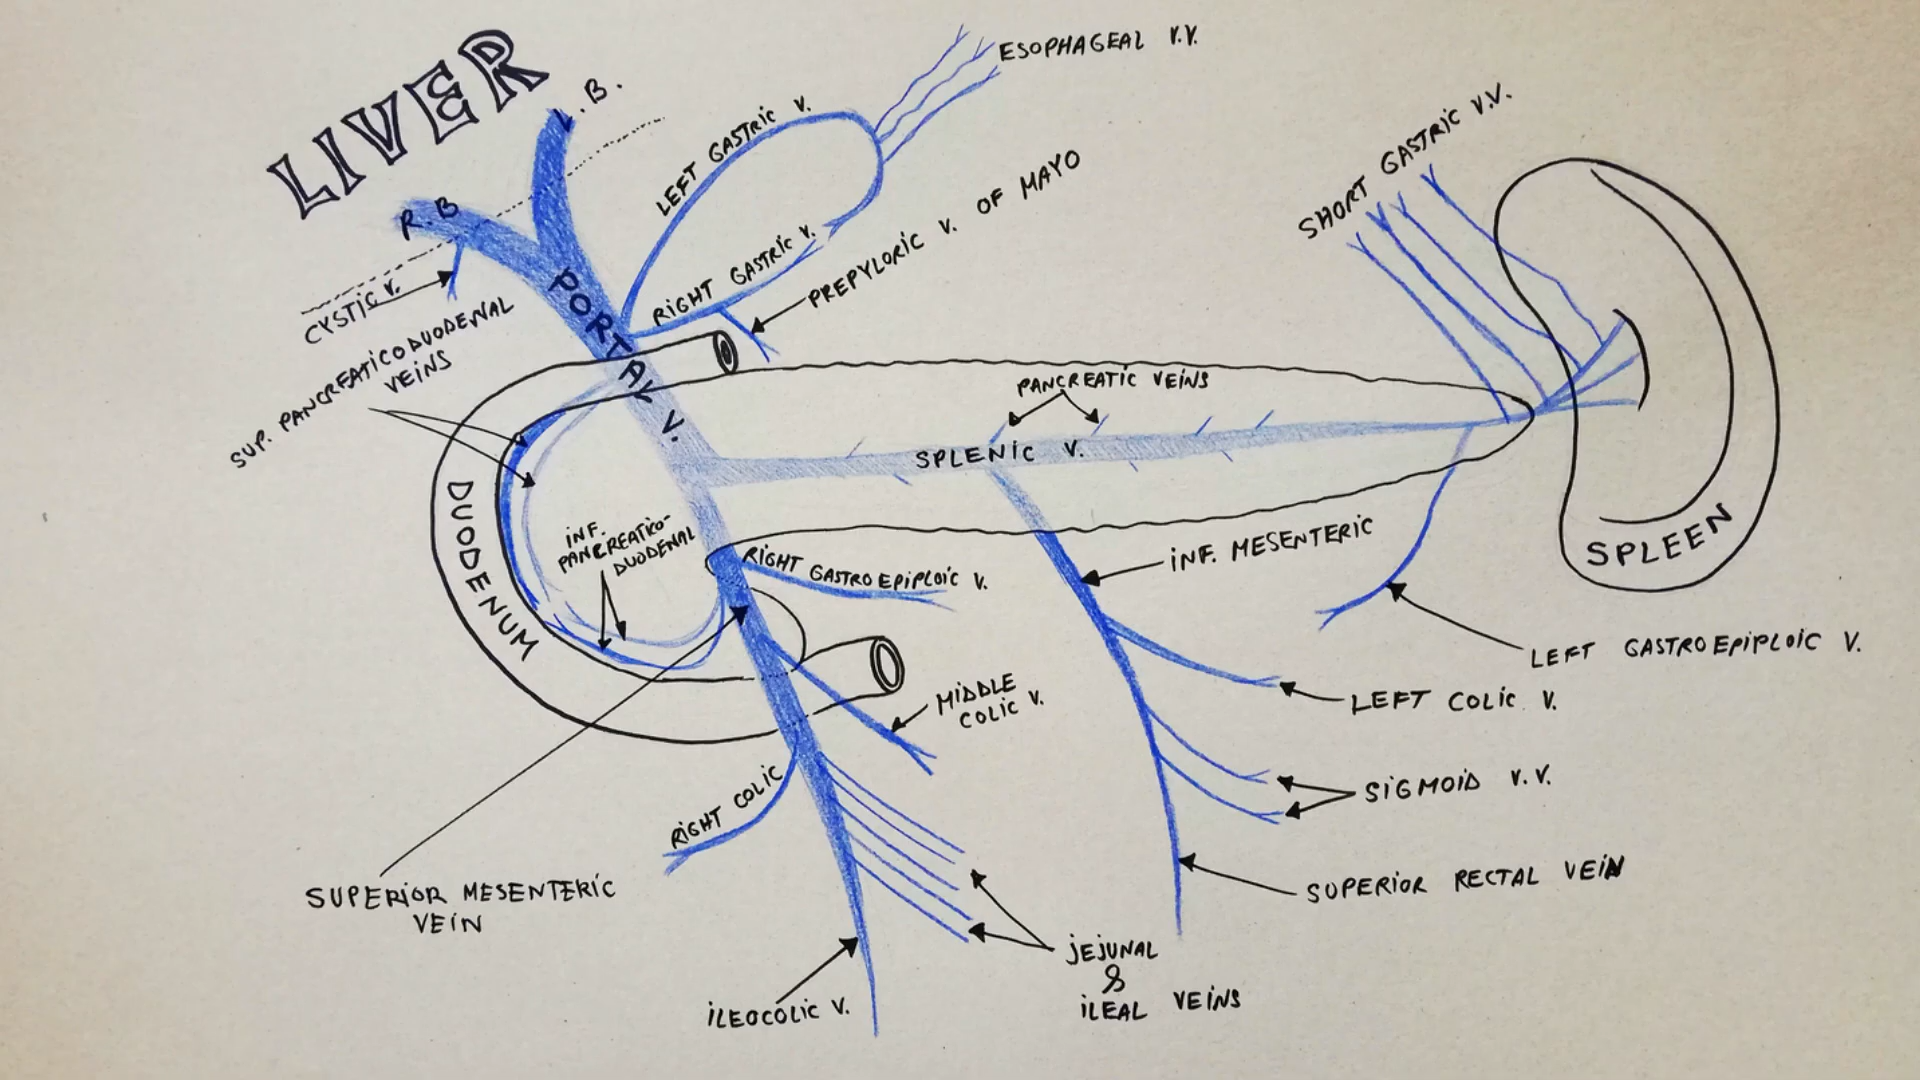 LIVER
R.B
L.B.
ESOPHAGEAL V.V.
LEFT GASTRIC V.
RIGHT GASTRIC V.
PREPYLORIC V. OF MAYO
SHORT GASTRIC V.V.
CYSTIC V.
PORTAL V.
SUP. PANCREATICODUODENAL
VEINS
PANCREATIC VEINS
SPLENIC V.
DUODENUM
INF.
PANCREATICO-
DUODENAL
RIGHT GASTROEPIPLOIC V.
INF. MESENTERIC
SPLEEN
LEFT GASTROEPIPLOIC V.
MIDDLE
COLIC V.
LEFT COLIC V.
RIGHT COLIC
SIGMOID V.V.
SUPERIOR MESENTERIC
VEIN
SUPERIOR RECTAL VEIN
JEJUNAL
&
ILEAL VEINS
ILEOCOLIC V.